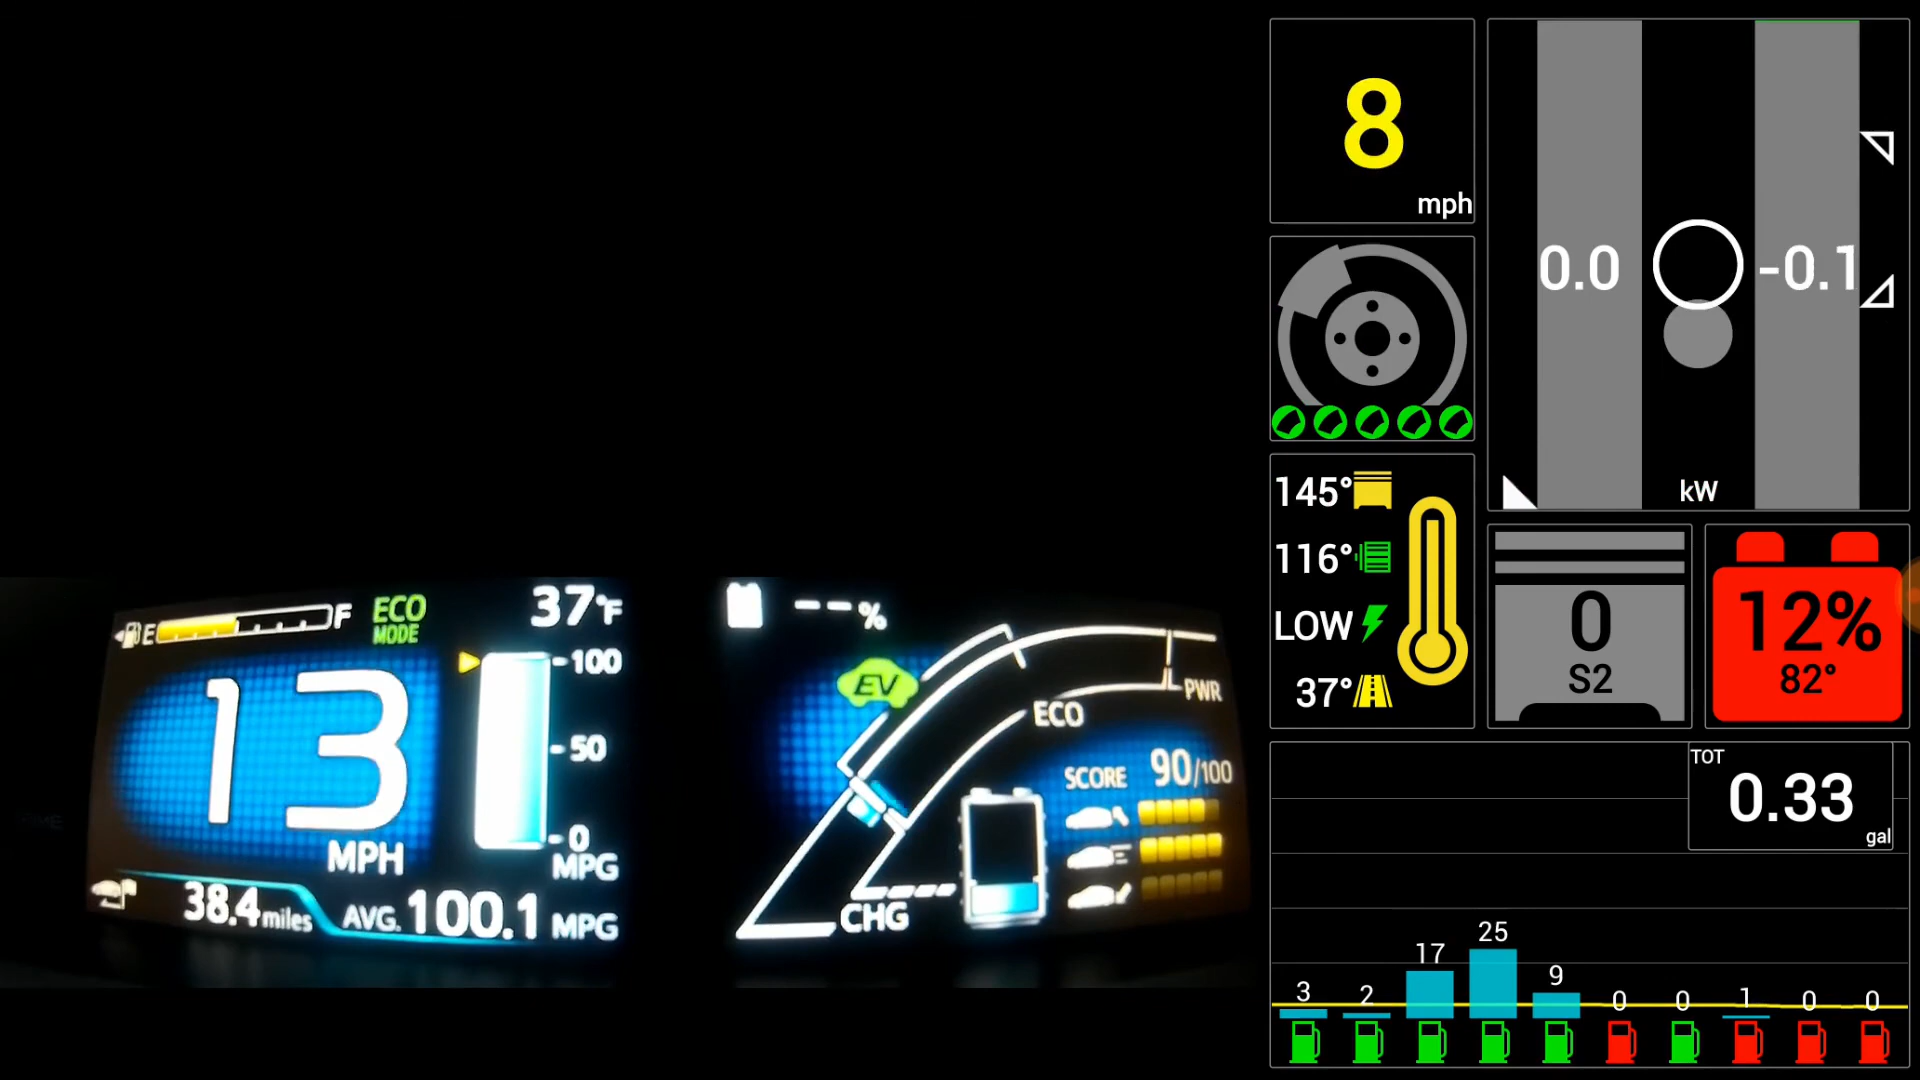 E F ECO MODE 37°F
13 MPH
100
50
0
MPG
38.4 miles AVG. 100.1 MPG
--%
EV
ECO
PWR
SCORE 90/100
CHG
8
mph
0.0
-0.1
kW
145°
116°
LOW
37°
0
S2
12%
82°
TOT
0.33
gal
3 2 17 25 9 0 0 1 0 0